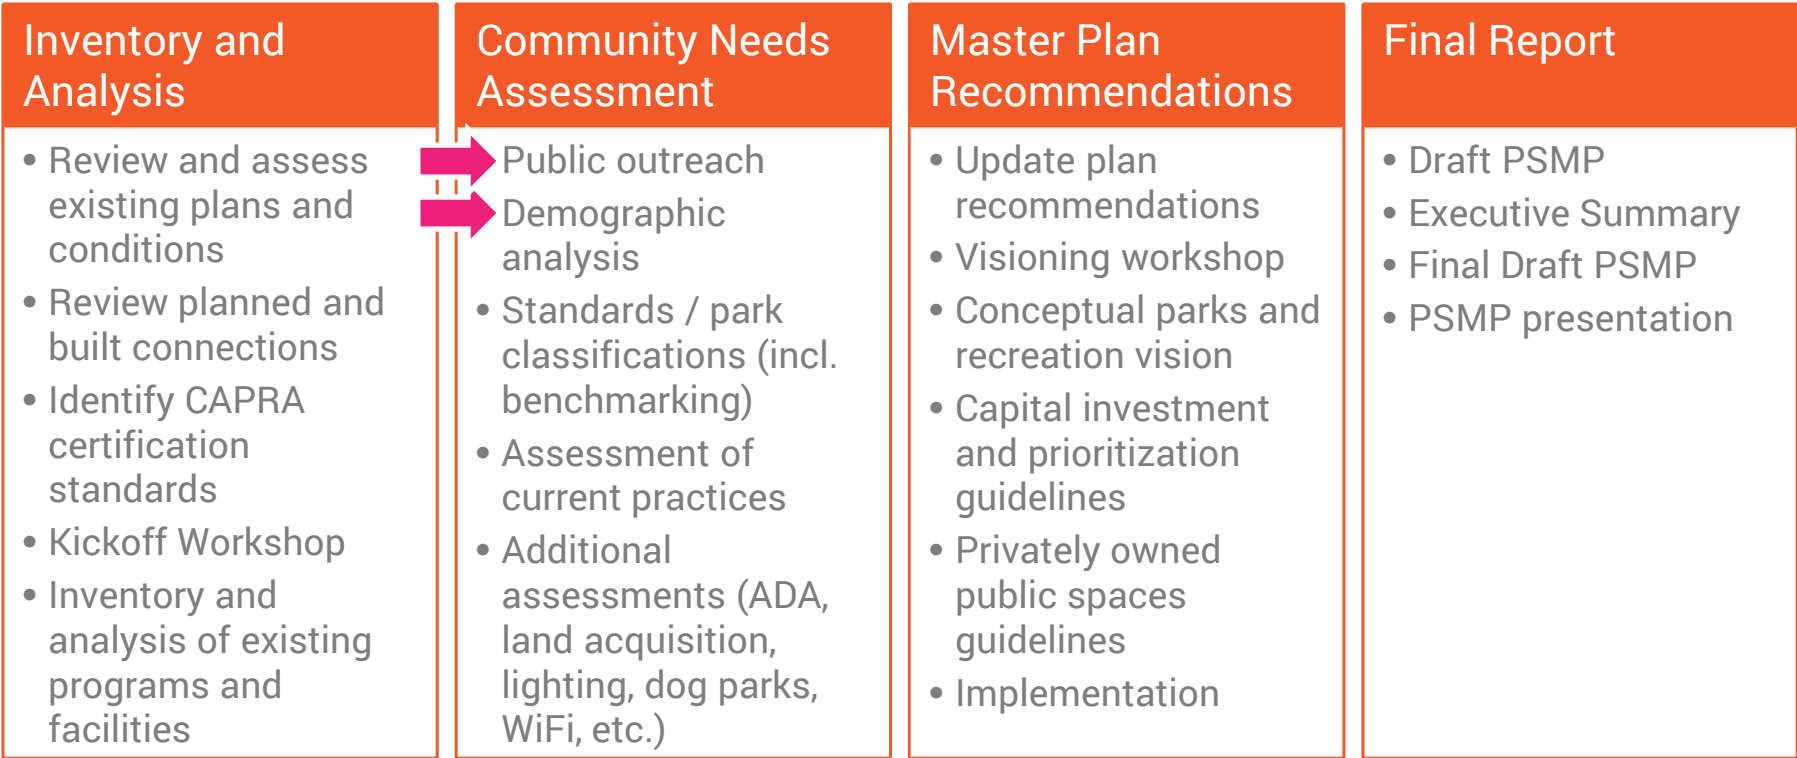 Inventory and
Analysis
• Review and assess
existing plans and
conditions
• Review planned and
built connections
• Identify CAPRA
certification
standards
• Kickoff Workshop
• Inventory and
analysis of existing
programs and
facilities
Community Needs
Assessment
Public outreach
Demographic
analysis
• Standards / park
classifications (incl.
benchmarking)
• Assessment of
current practices
• Additional
assessments (ADA,
land acquisition,
lighting, dog parks,
WiFi, etc.)
Master Plan
Recommendations
• Update plan
recommendations
• Visioning workshop
• Conceptual parks and
recreation vision
• Capital investment
and prioritization
guidelines
• Privately owned
public spaces
guidelines
• Implementation
Final Report
• Draft PSMP
• Executive Summary
• Final Draft PSMP
• PSMP presentation